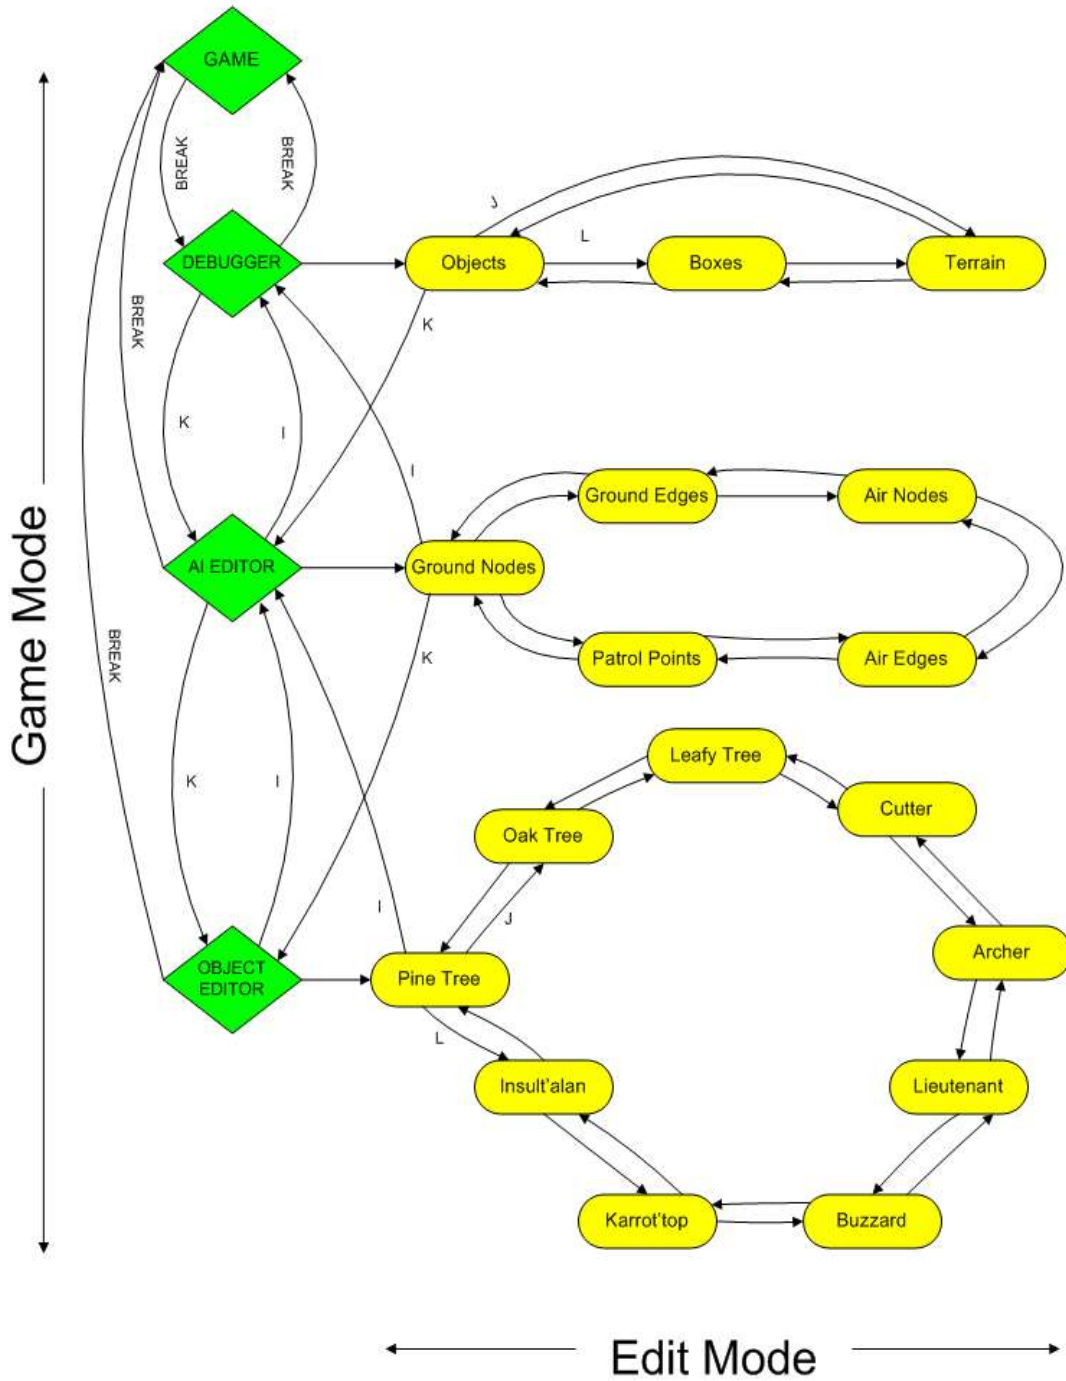 GAME
BREAK
BREAK
J
L
DEBUGGER
Objects
Boxes
Terrain
BREAK
K
K
I
I
Ground Edges
Air Nodes
AI EDITOR
Ground Nodes
BREAK
K
Patrol Points
Air Edges
Game Mode
K
I
Leafy Tree
Cutter
Oak Tree
I
J
Archer
OBJECT
EDITOR
Pine Tree
L
Insult'alan
Lieutenant
Karrot'top
Buzzard
Edit Mode